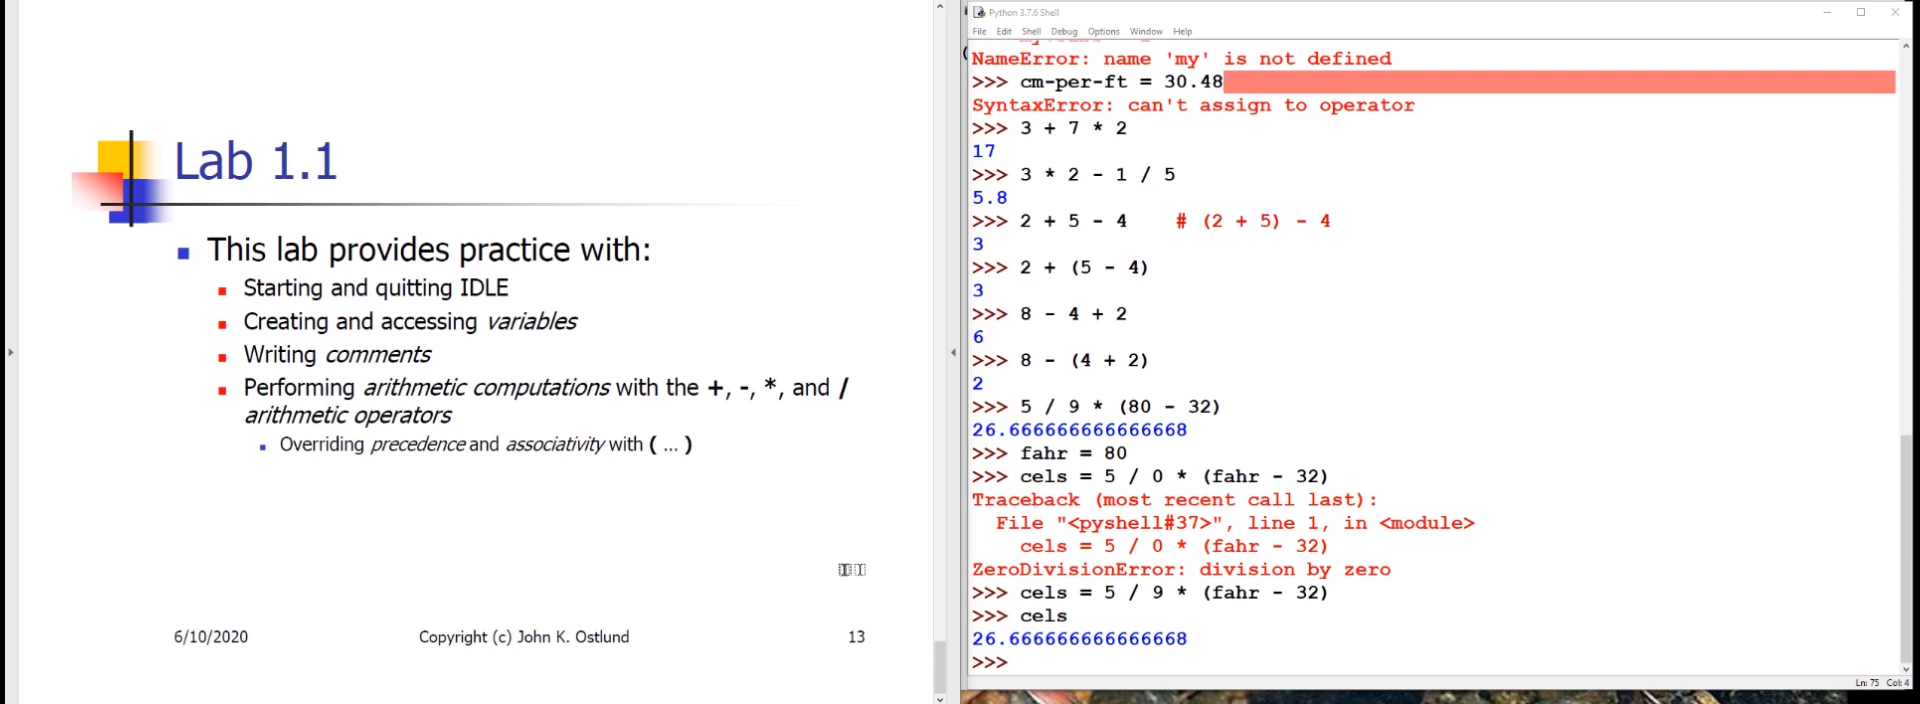 Lab 1.1
This lab provides practice with:
Starting and quitting IDLE
Creating and accessing variables
Writing comments
Performing arithmetic computations with the +, -, *, and /
arithmetic operators
Overriding precedence and associativity with ( ... )
6/10/2020 Copyright (c) John K. Ostlund 13
Python 3.7.6 Shell
File Edit Shell Debug Options Window Help
NameError: name 'my' is not defined
>>> cm-per-ft = 30.48
SyntaxError: can't assign to operator
>>> 3 + 7 * 2
17
>>> 3 * 2 - 1 / 5
5.8
>>> 2 + 5 - 4    # (2 + 5) - 4
3
>>> 2 + (5 - 4)
3
>>> 8 - 4 + 2
6
>>> 8 - (4 + 2)
2
>>> 5 / 9 * (80 - 32)
26.666666666666668
>>> fahr = 80
>>> cels = 5 / 0 * (fahr - 32)
Traceback (most recent call last):
  File "<pyshell#37>", line 1, in <module>
    cels = 5 / 0 * (fahr - 32)
ZeroDivisionError: division by zero
>>> cels = 5 / 9 * (fahr - 32)
>>> cels
26.666666666666668
>>>
Ln: 75 Col: 4